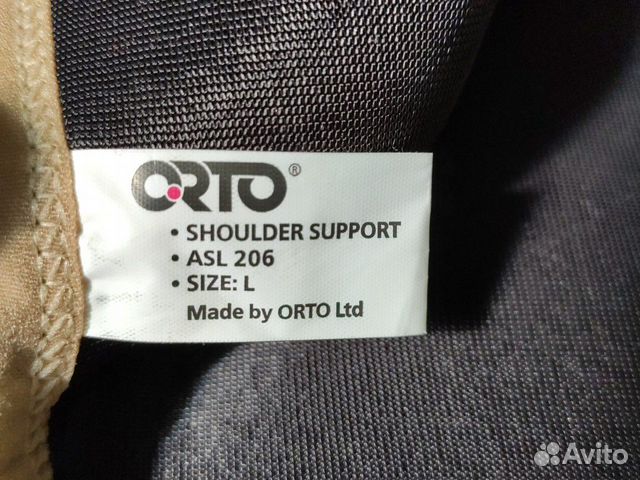 ORTO®
• SHOULDER SUPPORT
• ASL 206
• SIZE: L
Made by ORTO Ltd
Avito